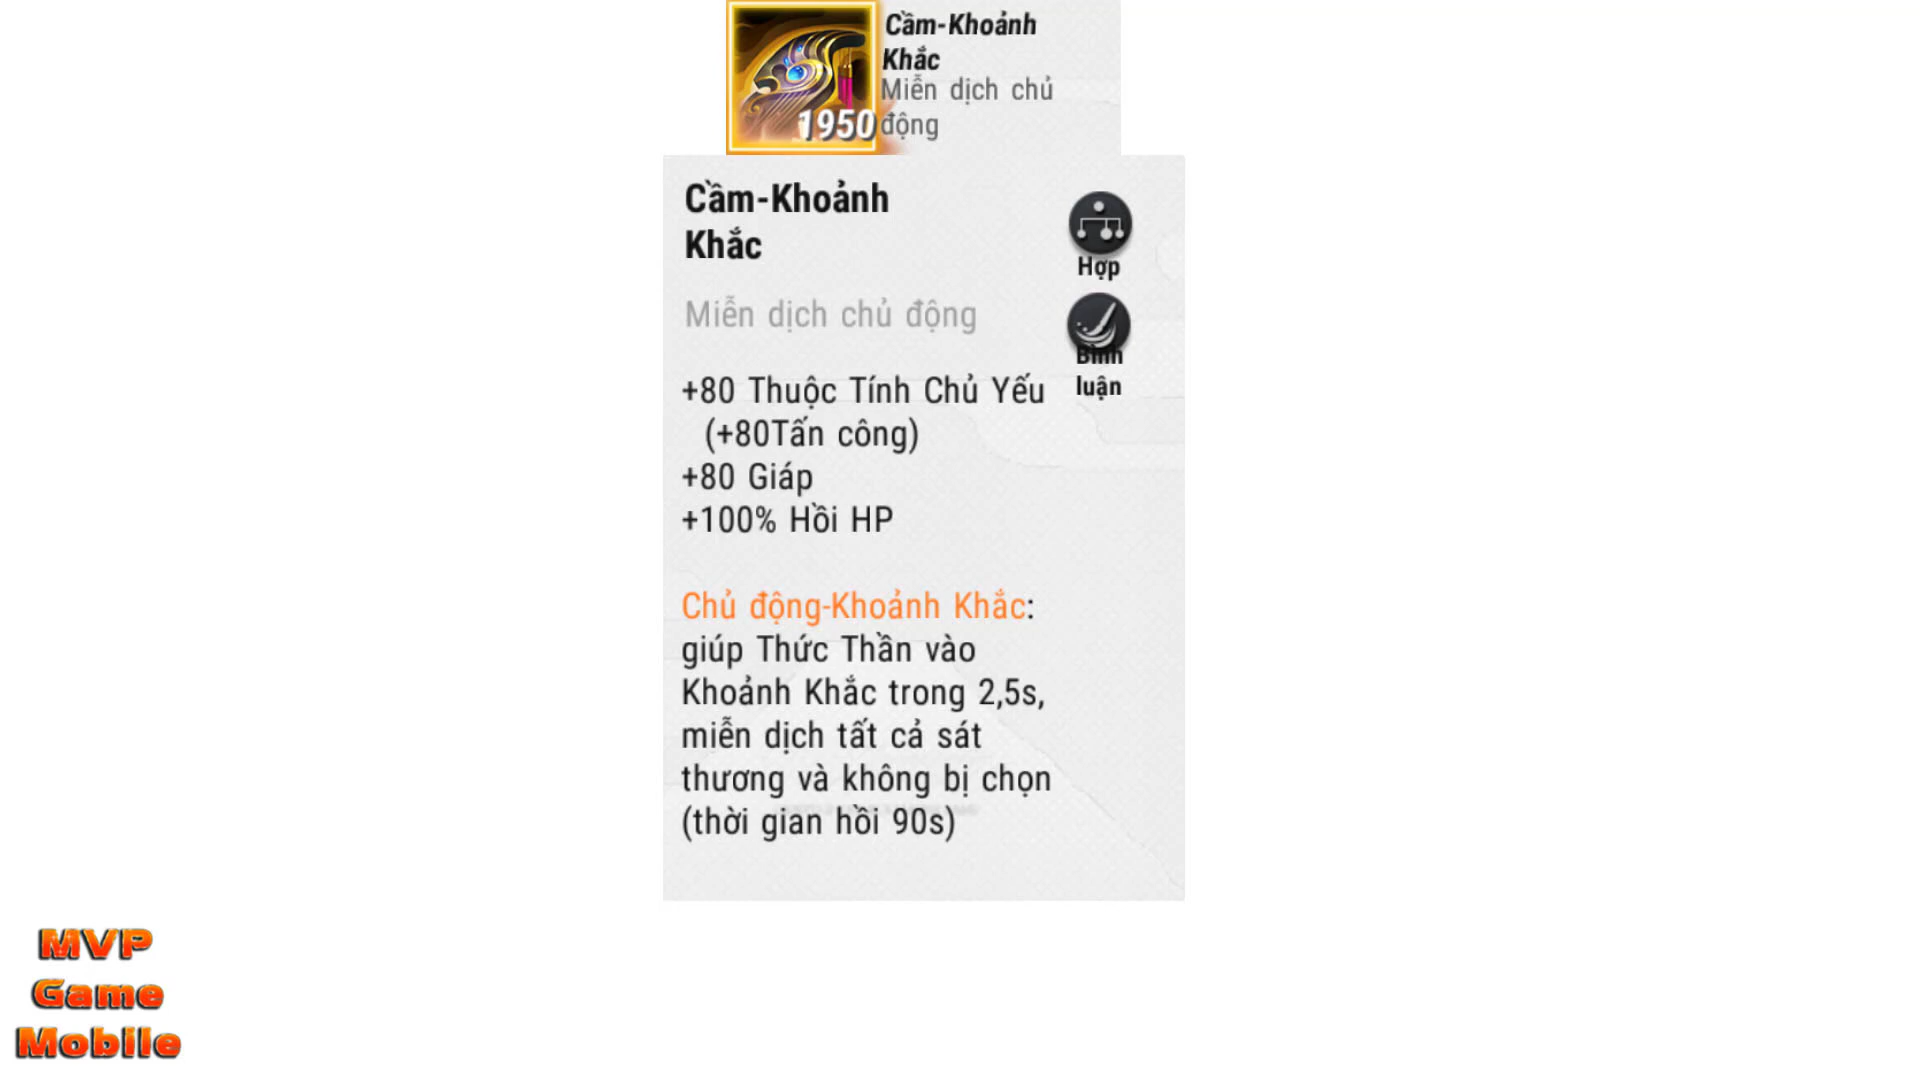 Cầm-Khoảnh
Khắc
Miễn dịch chủ
động
1950
Cầm-Khoảnh
Khắc
Hợp
Miễn dịch chủ động
Bình
luận
+80 Thuộc Tính Chủ Yếu
(+80Tấn công)
+80 Giáp
+100% Hồi HP
Chủ động-Khoảnh Khắc:
giúp Thức Thần vào
Khoảnh Khắc trong 2,5s,
miễn dịch tất cả sát
thương và không bị chọn
(thời gian hồi 90s)
MVP
Game
Mobile